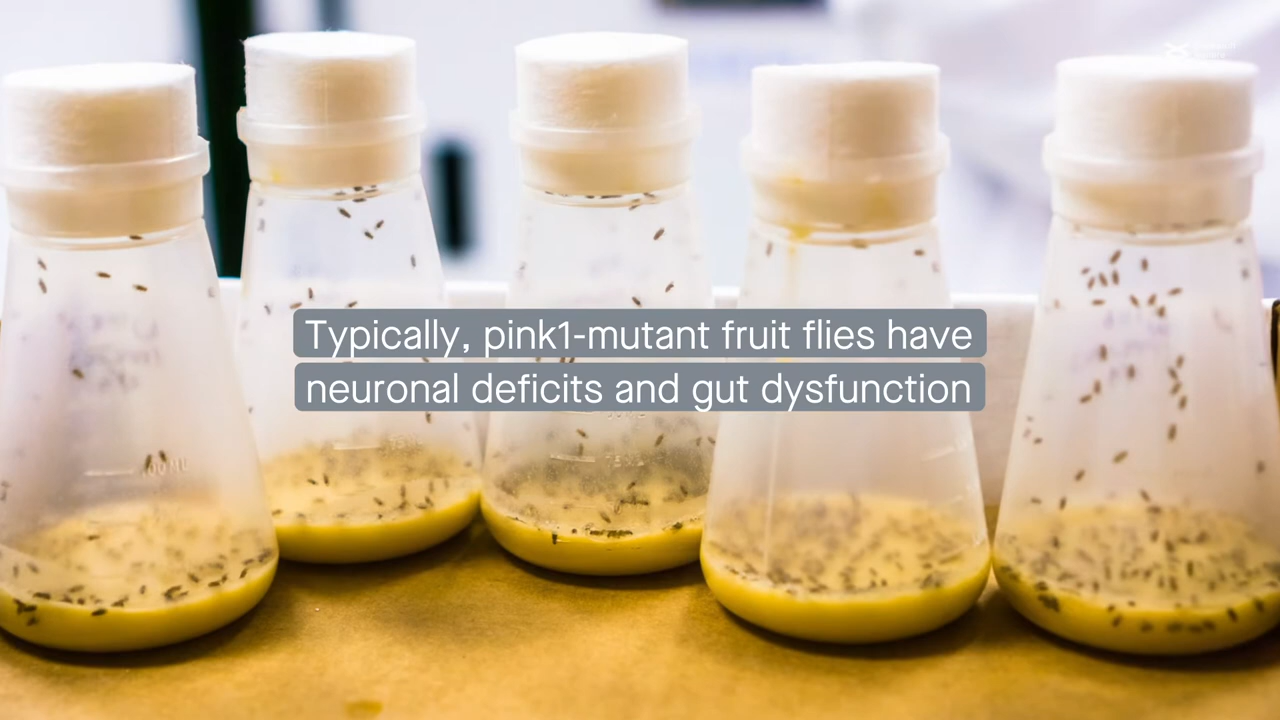 Typically, pink1-mutant fruit flies have
neuronal deficits and gut dysfunction